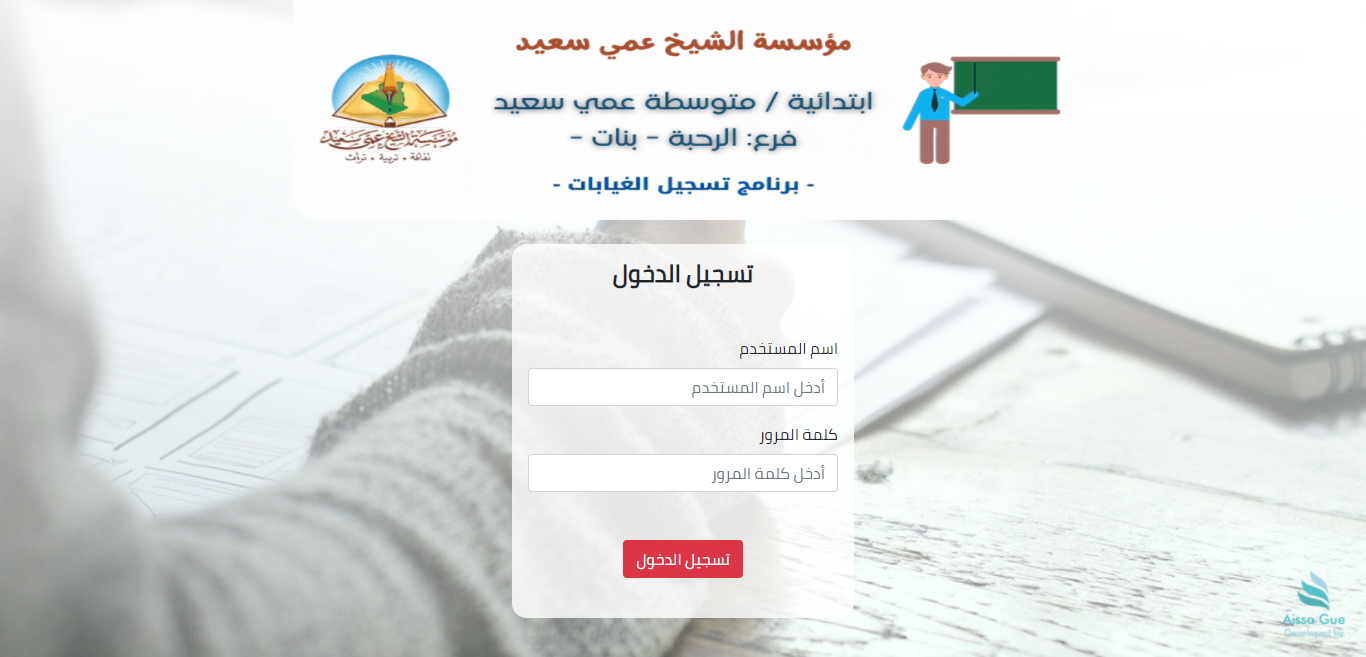 مؤسسة الشيخ عمي سعيد
ابتدائية / متوسطة عمي سعيد
فرع: الرحبة - بنات -
- برنامج تسجيل الغيابات -
مؤسسة الشيخ عمي سعيد
ثقافة • تربية • تراث
تسجيل الدخول
اسم المستخدم
أدخل اسم المستخدم
كلمة المرور
أدخل كلمة المرور
تسجيل الدخول
Aissa Gue
Developed by